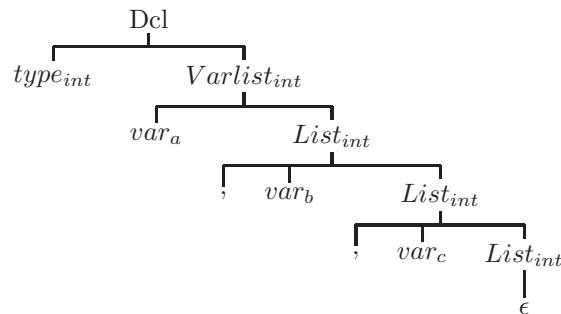 Dcl
type_int Varlist_int
var_a List_int
, var_b List_int
, var_c List_int
ϵ